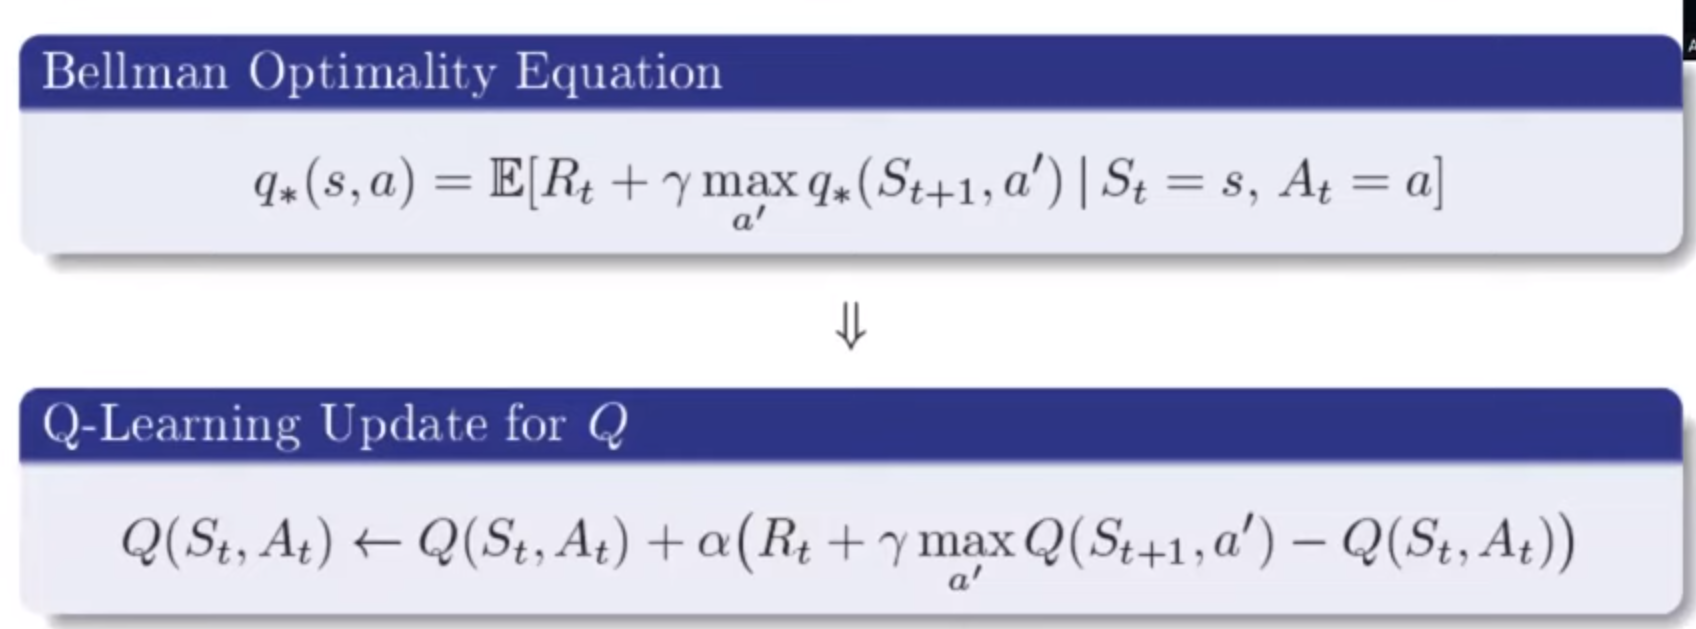 Bellman Optimality Equation
q_*(s, a) = 𝔼[R_t + γ max_{a′} q_*(S_{t+1}, a′) | S_t = s, A_t = a]
⇓
Q-Learning Update for Q
Q(S_t, A_t) ← Q(S_t, A_t) + α(R_t + γ max_{a′} Q(S_{t+1}, a′) − Q(S_t, A_t))